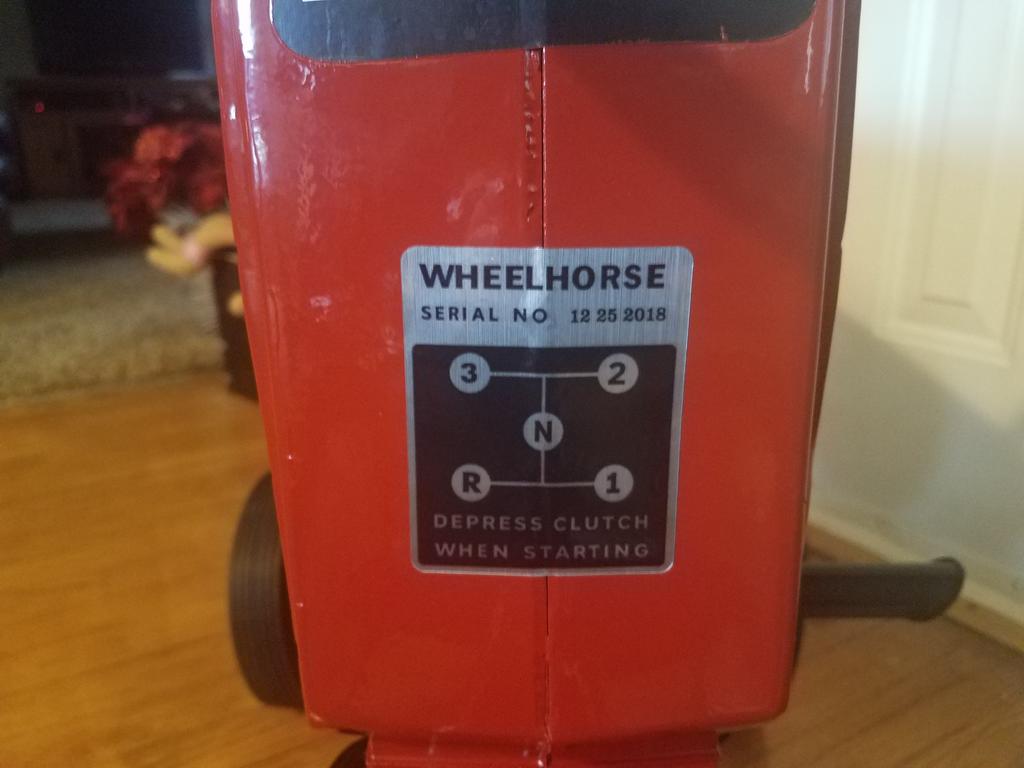 WHEELHORSE
SERIAL NO 12 25 2018
3 2
N
R 1
DEPRESS CLUTCH
WHEN STARTING